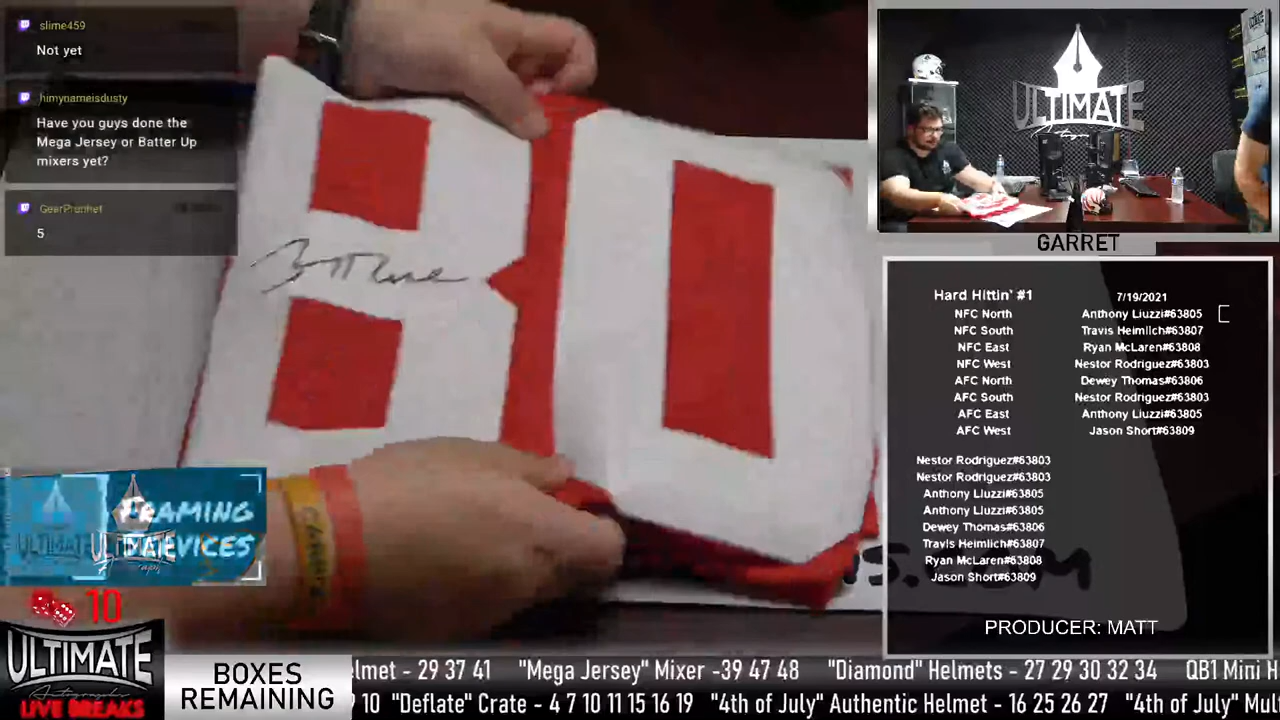 slime459
Not yet
himynameisdusty
Have you guys done the
Mega Jersey or Batter Up
mixers yet?
GearProphet
5
80
ULTIMATE
GARRET
Hard Hittin' #1 7/19/2021
NFC North Anthony Liuzzi#63805
NFC South Travis Heimlich#63807
NFC East Ryan McLaren#63808
NFC West Nestor Rodriguez#63803
AFC North Dewey Thomas#63806
AFC South Nestor Rodriguez#63803
AFC East Anthony Liuzzi#63805
AFC West Jason Short#63809
Nestor Rodriguez#63803
Nestor Rodriguez#63803
Anthony Liuzzi#63805
Anthony Liuzzi#63805
Dewey Thomas#63806
Travis Heimlich#63807
Ryan McLaren#63808
Jason Short#63809
PRODUCER: MATT
FRAMING
ULTIMATE
10
ULTIMATE
Autographs
LIVE BREAKS
BOXES
REMAINING
elmet - 29 37 41 "Mega Jersey" Mixer -39 47 48 "Diamond" Helmets - 27 29 30 32 34 QB1 Mini H
10 "Deflate" Crate - 4 7 10 11 15 16 19 "4th of July" Authentic Helmet - 16 25 26 27 "4th of July" Mul